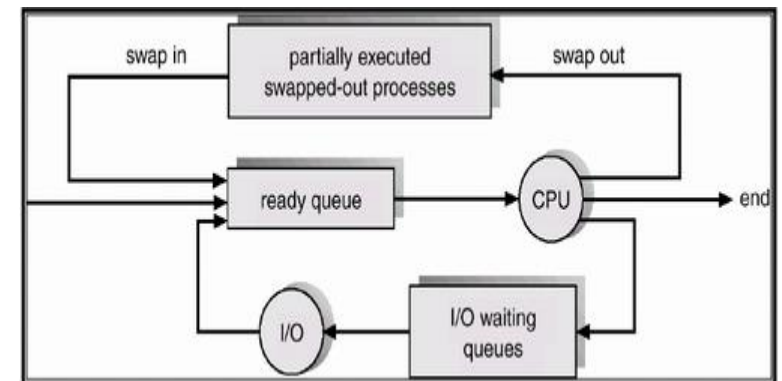 swap in
partially executed
swapped-out processes
swap out
ready queue
CPU
end
I/O
I/O waiting
queues